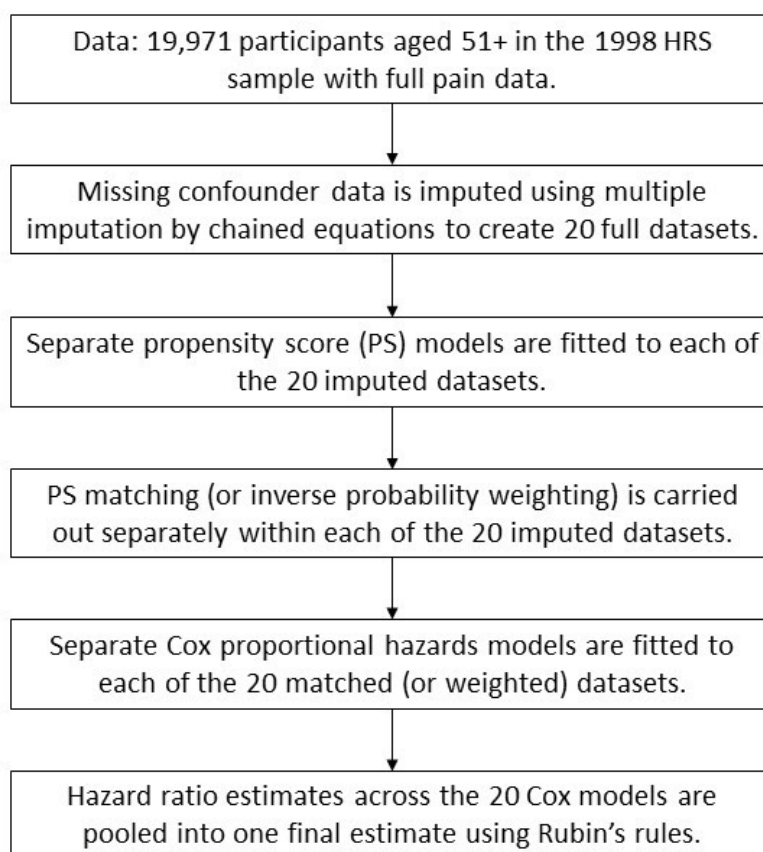 Data: 19,971 participants aged 51+ in the 1998 HRS
sample with full pain data.
Missing confounder data is imputed using multiple
imputation by chained equations to create 20 full datasets.
Separate propensity score (PS) models are fitted to each of
the 20 imputed datasets.
PS matching (or inverse probability weighting) is carried
out separately within each of the 20 imputed datasets.
Separate Cox proportional hazards models are fitted to
each of the 20 matched (or weighted) datasets.
Hazard ratio estimates across the 20 Cox models are
pooled into one final estimate using Rubin’s rules.